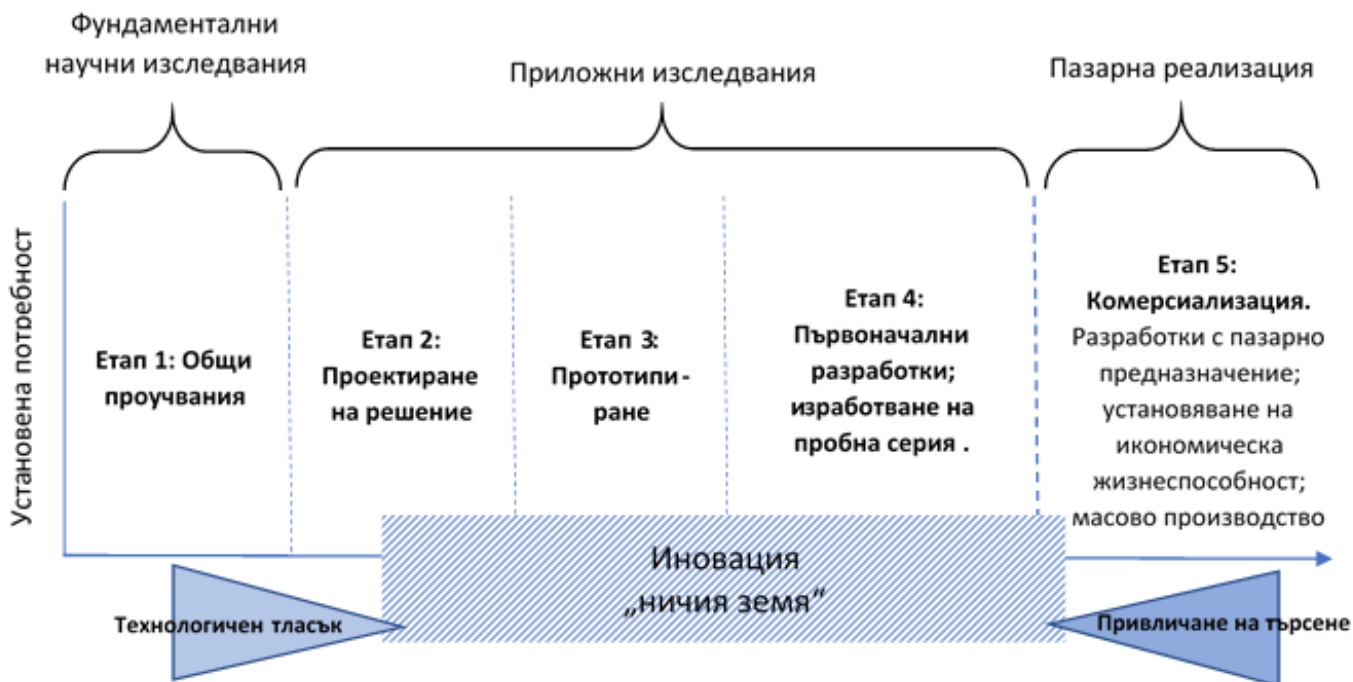 Фундаментални
научни изследвания
Приложни изследвания
Пазарна реализация
Установена потребност
Етап 1: Общи
проучвания
Етап 2:
Проектиране
на решение
Етап 3:
Прототипи-
ране
Етап 4:
Първоначални
разработки;
изработване на
пробна серия .
Етап 5:
Комерсиализация.
Разработки с пазарно
предназначение;
установяване на
икономическа
жизнеспособност;
масово производство
Иновация
„ничия земя“
Технологичен тласък
Привличане на търсене